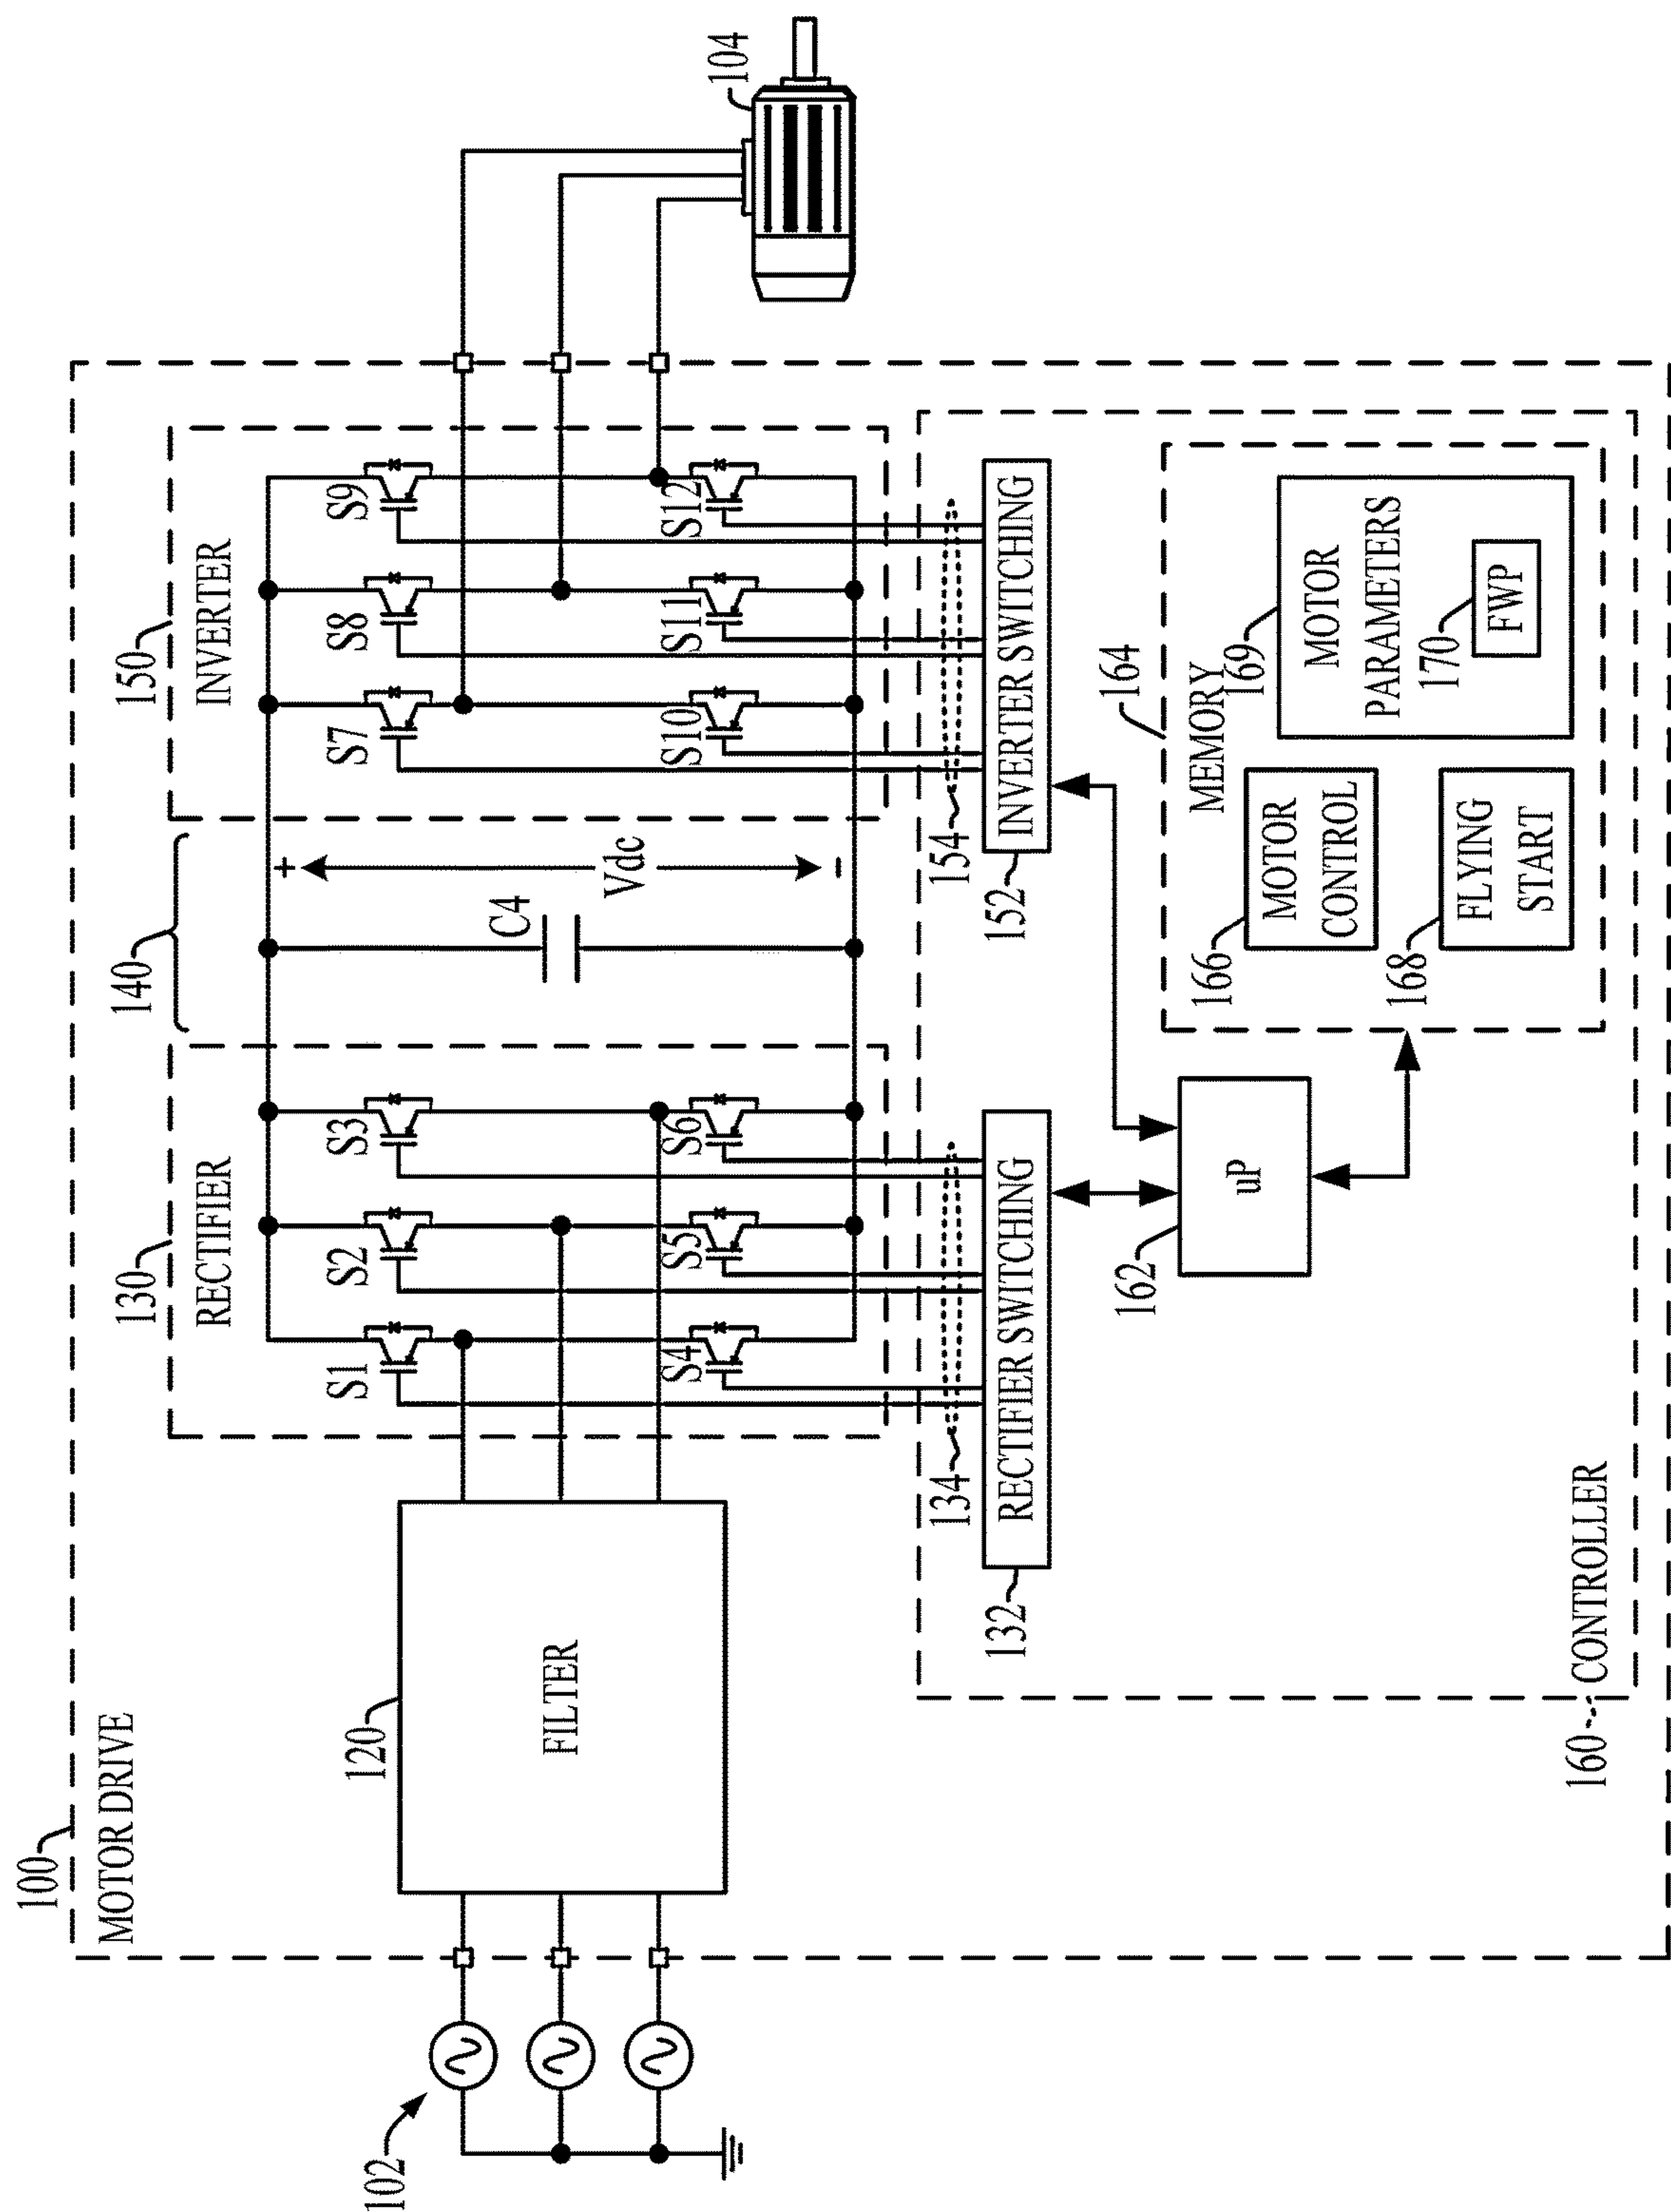 100
MOTOR DRIVE
102
120
FILTER
130
RECTIFIER
S1
S2
S3
S4
S5
S6
140
C4
+
Vdc
-
150
INVERTER
S7
S8
S9
S10
S11
S12
104
134
132
RECTIFIER SWITCHING
154
152
INVERTER SWITCHING
162
uP
164
MEMORY
166
MOTOR
CONTROL
168
FLYING
START
169
MOTOR
PARAMETERS
170
FWP
160
CONTROLLER